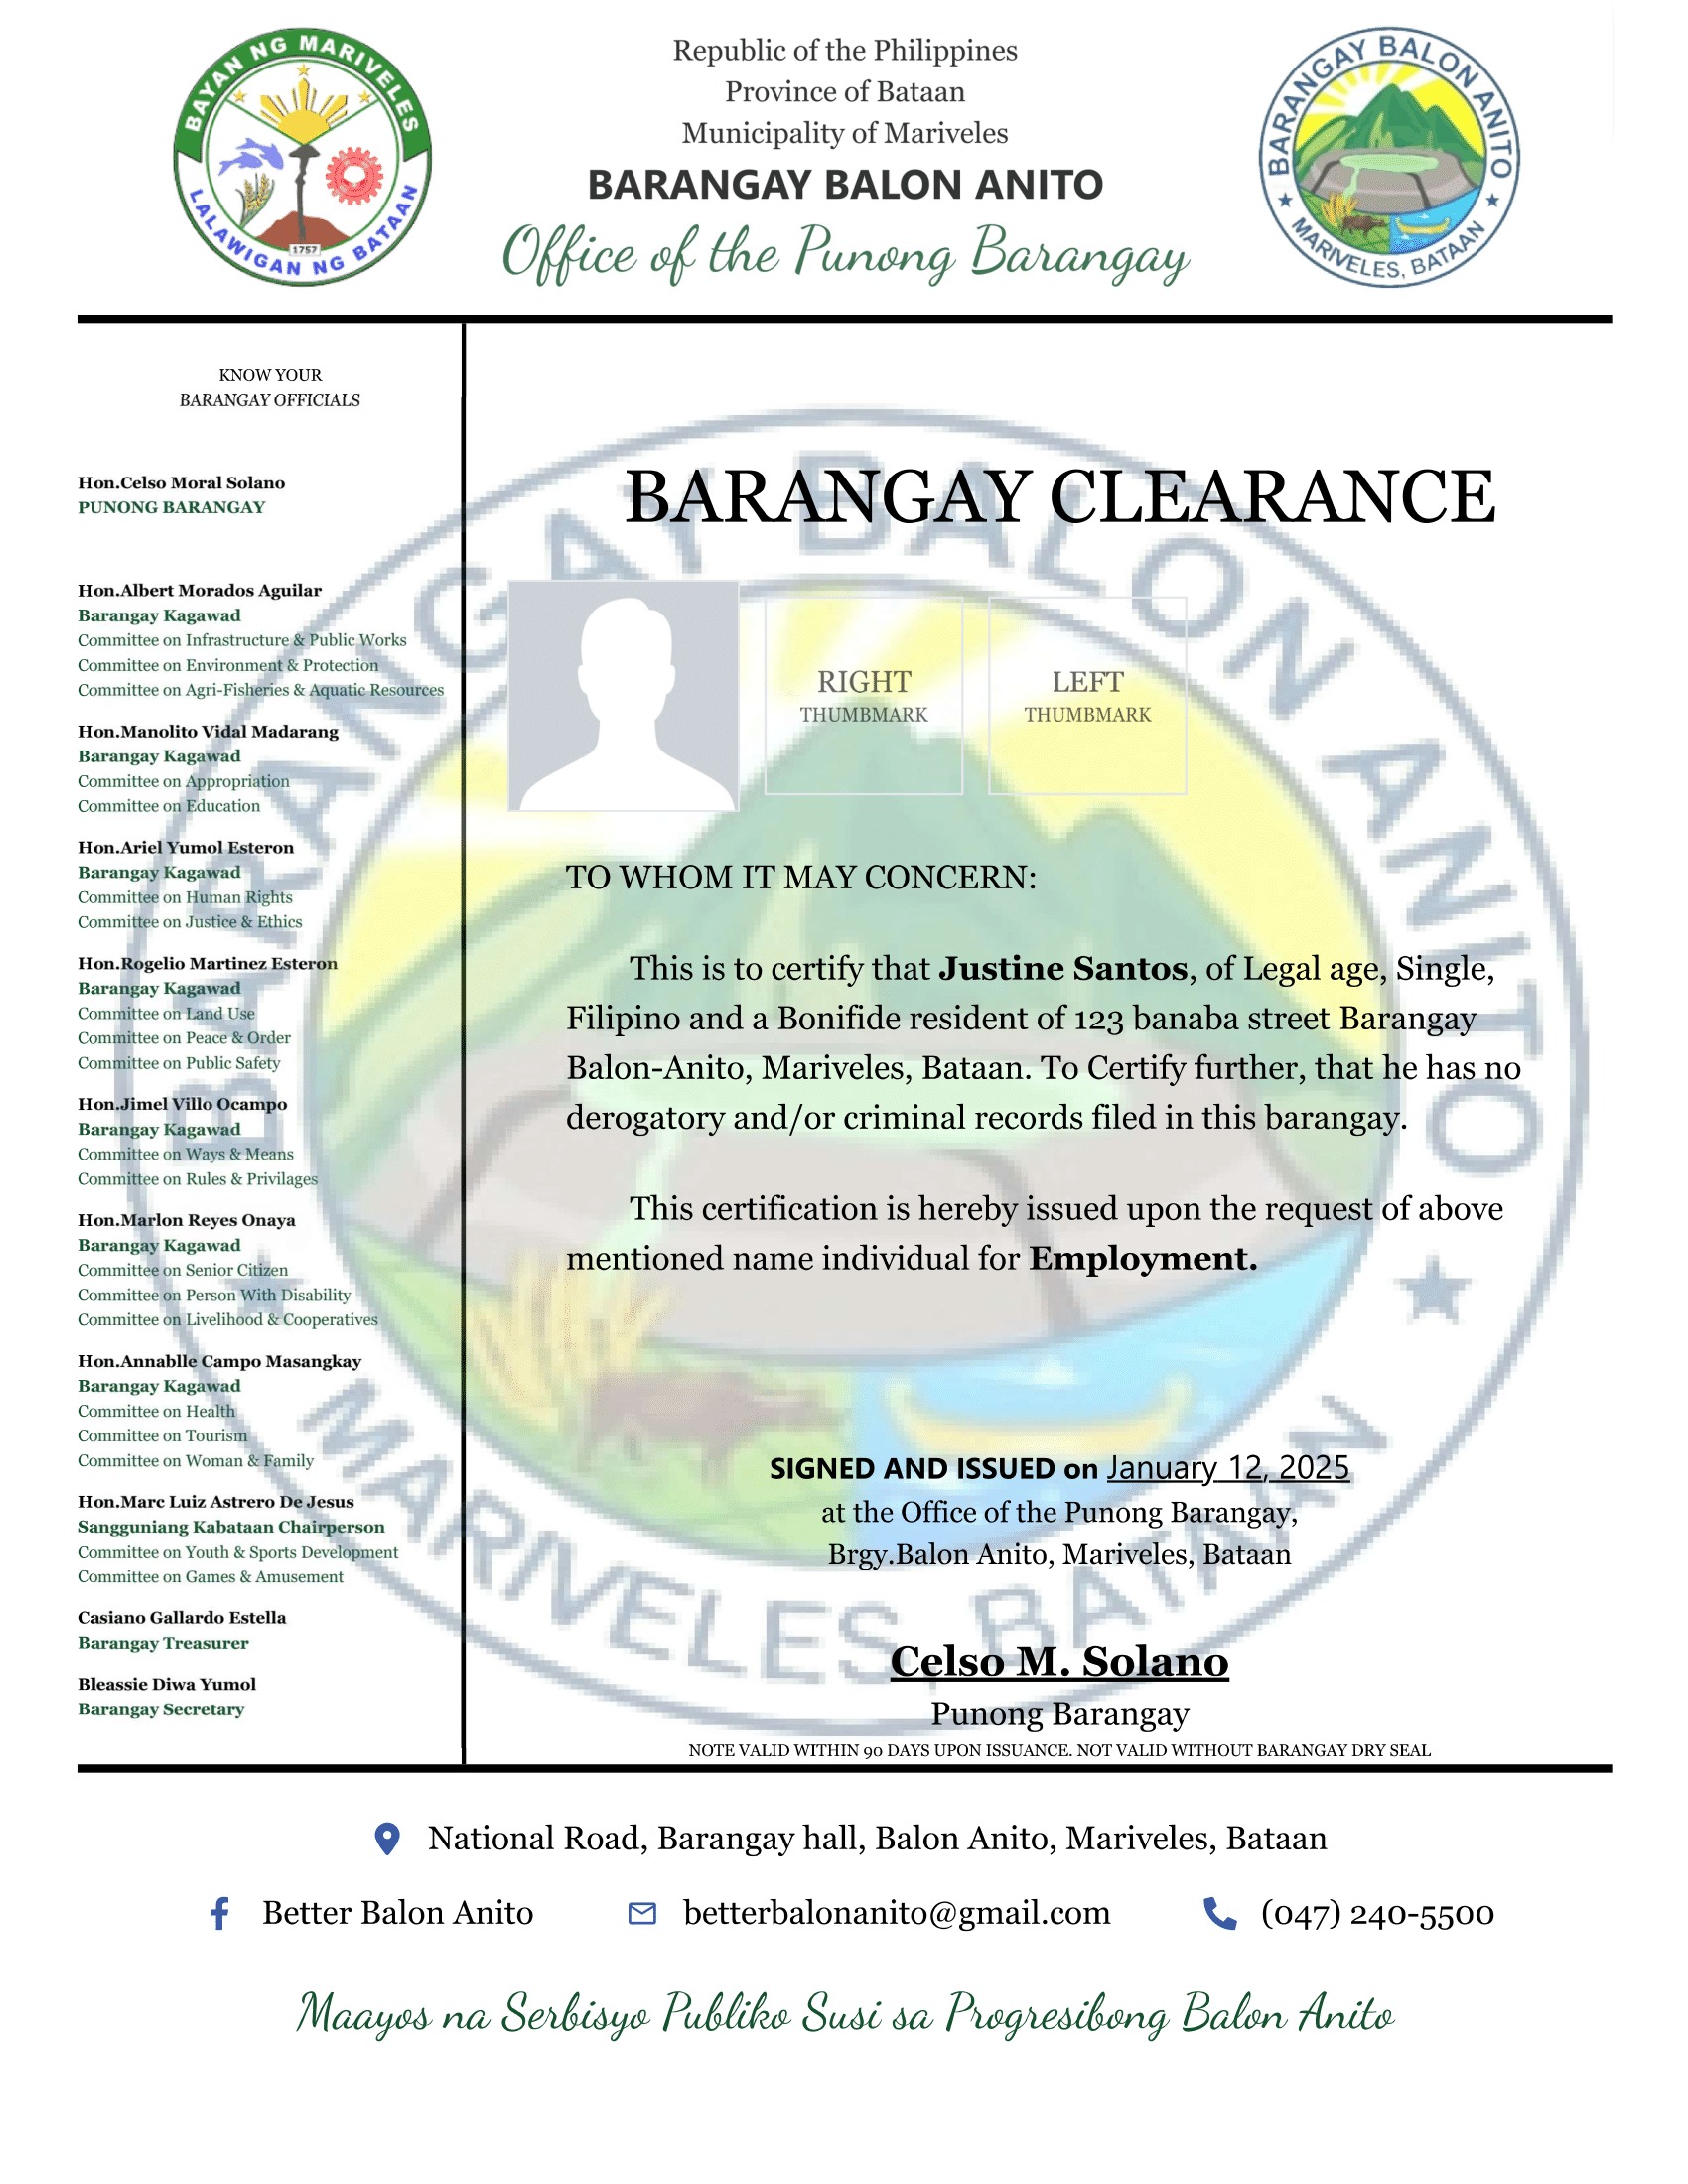 BAYAN NG MARIVELES
1757
LALAWIGAN NG BATAAN
Republic of the Philippines
Province of Bataan
Municipality of Mariveles
BARANGAY BALON ANITO
Office of the Punong Barangay
BARANGAY BALON ANITO
MARIVELES, BATAAN
KNOW YOUR
BARANGAY OFFICIALS
Hon.Celso Moral Solano
PUNONG BARANGAY
Hon.Albert Morados Aguilar
Barangay Kagawad
Committee on Infrastructure & Public Works
Committee on Environment & Protection
Committee on Agri-Fisheries & Aquatic Resources
Hon.Manolito Vidal Madarang
Barangay Kagawad
Committee on Appropriation
Committee on Education
Hon.Ariel Yumol Esteron
Barangay Kagawad
Committee on Human Rights
Committee on Justice & Ethics
Hon.Rogelio Martinez Esteron
Barangay Kagawad
Committee on Land Use
Committee on Peace & Order
Committee on Public Safety
Hon.Jimel Villo Ocampo
Barangay Kagawad
Committee on Ways & Means
Committee on Rules & Privilages
Hon.Marlon Reyes Onaya
Barangay Kagawad
Committee on Senior Citizen
Committee on Person With Disability
Committee on Livelihood & Cooperatives
Hon.Annablle Campo Masangkay
Barangay Kagawad
Committee on Health
Committee on Tourism
Committee on Woman & Family
Hon.Marc Luiz Astrero De Jesus
Sangguniang Kabataan Chairperson
Committee on Youth & Sports Development
Committee on Games & Amusement
Casiano Gallardo Estella
Barangay Treasurer
Bleassie Diwa Yumol
Barangay Secretary
BARANGAY BALON ANITO
MARIVELES, BATAAN
BARANGAY CLEARANCE
RIGHT
THUMBMARK
LEFT
THUMBMARK
TO WHOM IT MAY CONCERN:
This is to certify that Justine Santos, of Legal age, Single,
Filipino and a Bonifide resident of 123 banaba street Barangay
Balon-Anito, Mariveles, Bataan. To Certify further, that he has no
derogatory and/or criminal records filed in this barangay.
This certification is hereby issued upon the request of above
mentioned name individual for Employment.
SIGNED AND ISSUED on January 12, 2025
at the Office of the Punong Barangay,
Brgy.Balon Anito, Mariveles, Bataan
Celso M. Solano
Punong Barangay
NOTE VALID WITHIN 90 DAYS UPON ISSUANCE. NOT VALID WITHOUT BARANGAY DRY SEAL
National Road, Barangay hall, Balon Anito, Mariveles, Bataan
Better Balon Anito
betterbalonanito@gmail.com
(047) 240-5500
Maayos na Serbisyo Publiko Susi sa Progresibong Balon Anito